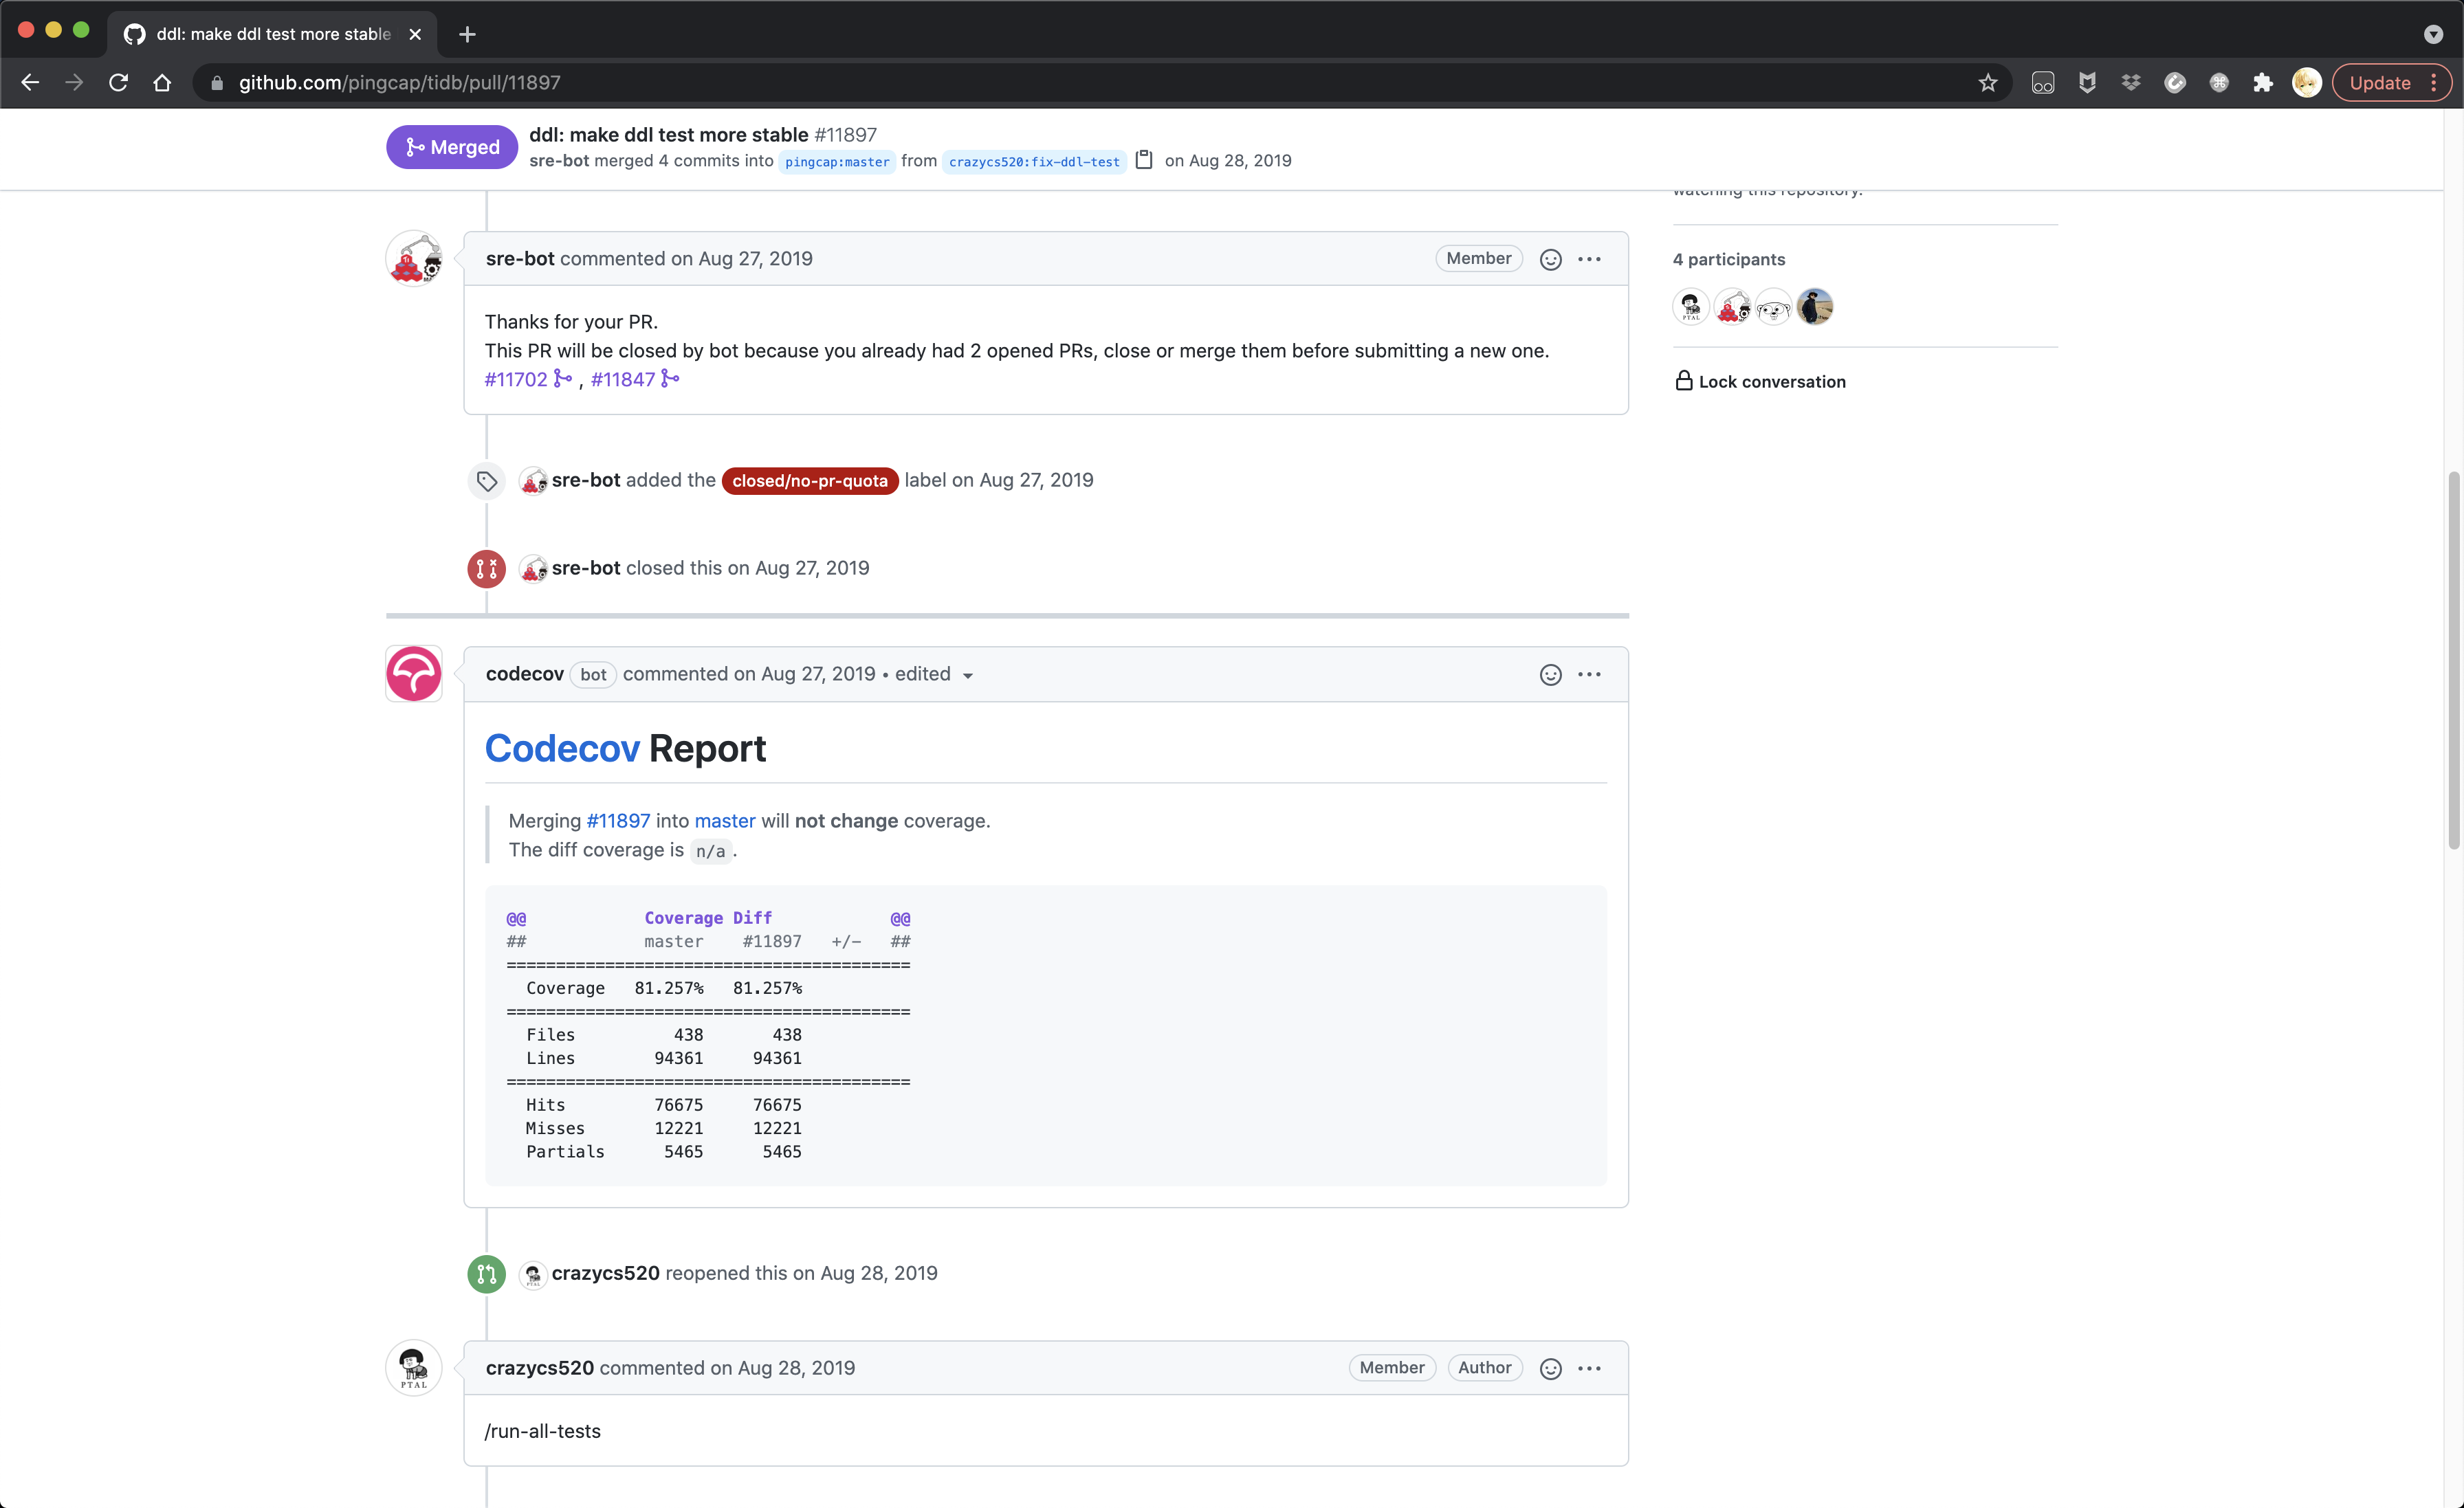 ddl: make ddl test more stable
github.com/pingcap/tidb/pull/11897
Update
Merged
ddl: make ddl test more stable #11897
sre-bot merged 4 commits into pingcap:master from crazycs520:fix-ddl-test on Aug 28, 2019
watching this repository.
sre-bot commented on Aug 27, 2019
Member
Thanks for your PR.
This PR will be closed by bot because you already had 2 opened PRs, close or merge them before submitting a new one.
#11702 , #11847
4 participants
Lock conversation
sre-bot added the closed/no-pr-quota label on Aug 27, 2019
sre-bot closed this on Aug 27, 2019
codecov bot commented on Aug 27, 2019 • edited
Codecov Report
Merging #11897 into master will not change coverage.
The diff coverage is n/a.
@@ Coverage Diff @@
## master #11897 +/- ##
=========================================
Coverage 81.257% 81.257%
=========================================
Files 438 438
Lines 94361 94361
=========================================
Hits 76675 76675
Misses 12221 12221
Partials 5465 5465
crazycs520 reopened this on Aug 28, 2019
PTAL
crazycs520 commented on Aug 28, 2019
Member
Author
/run-all-tests